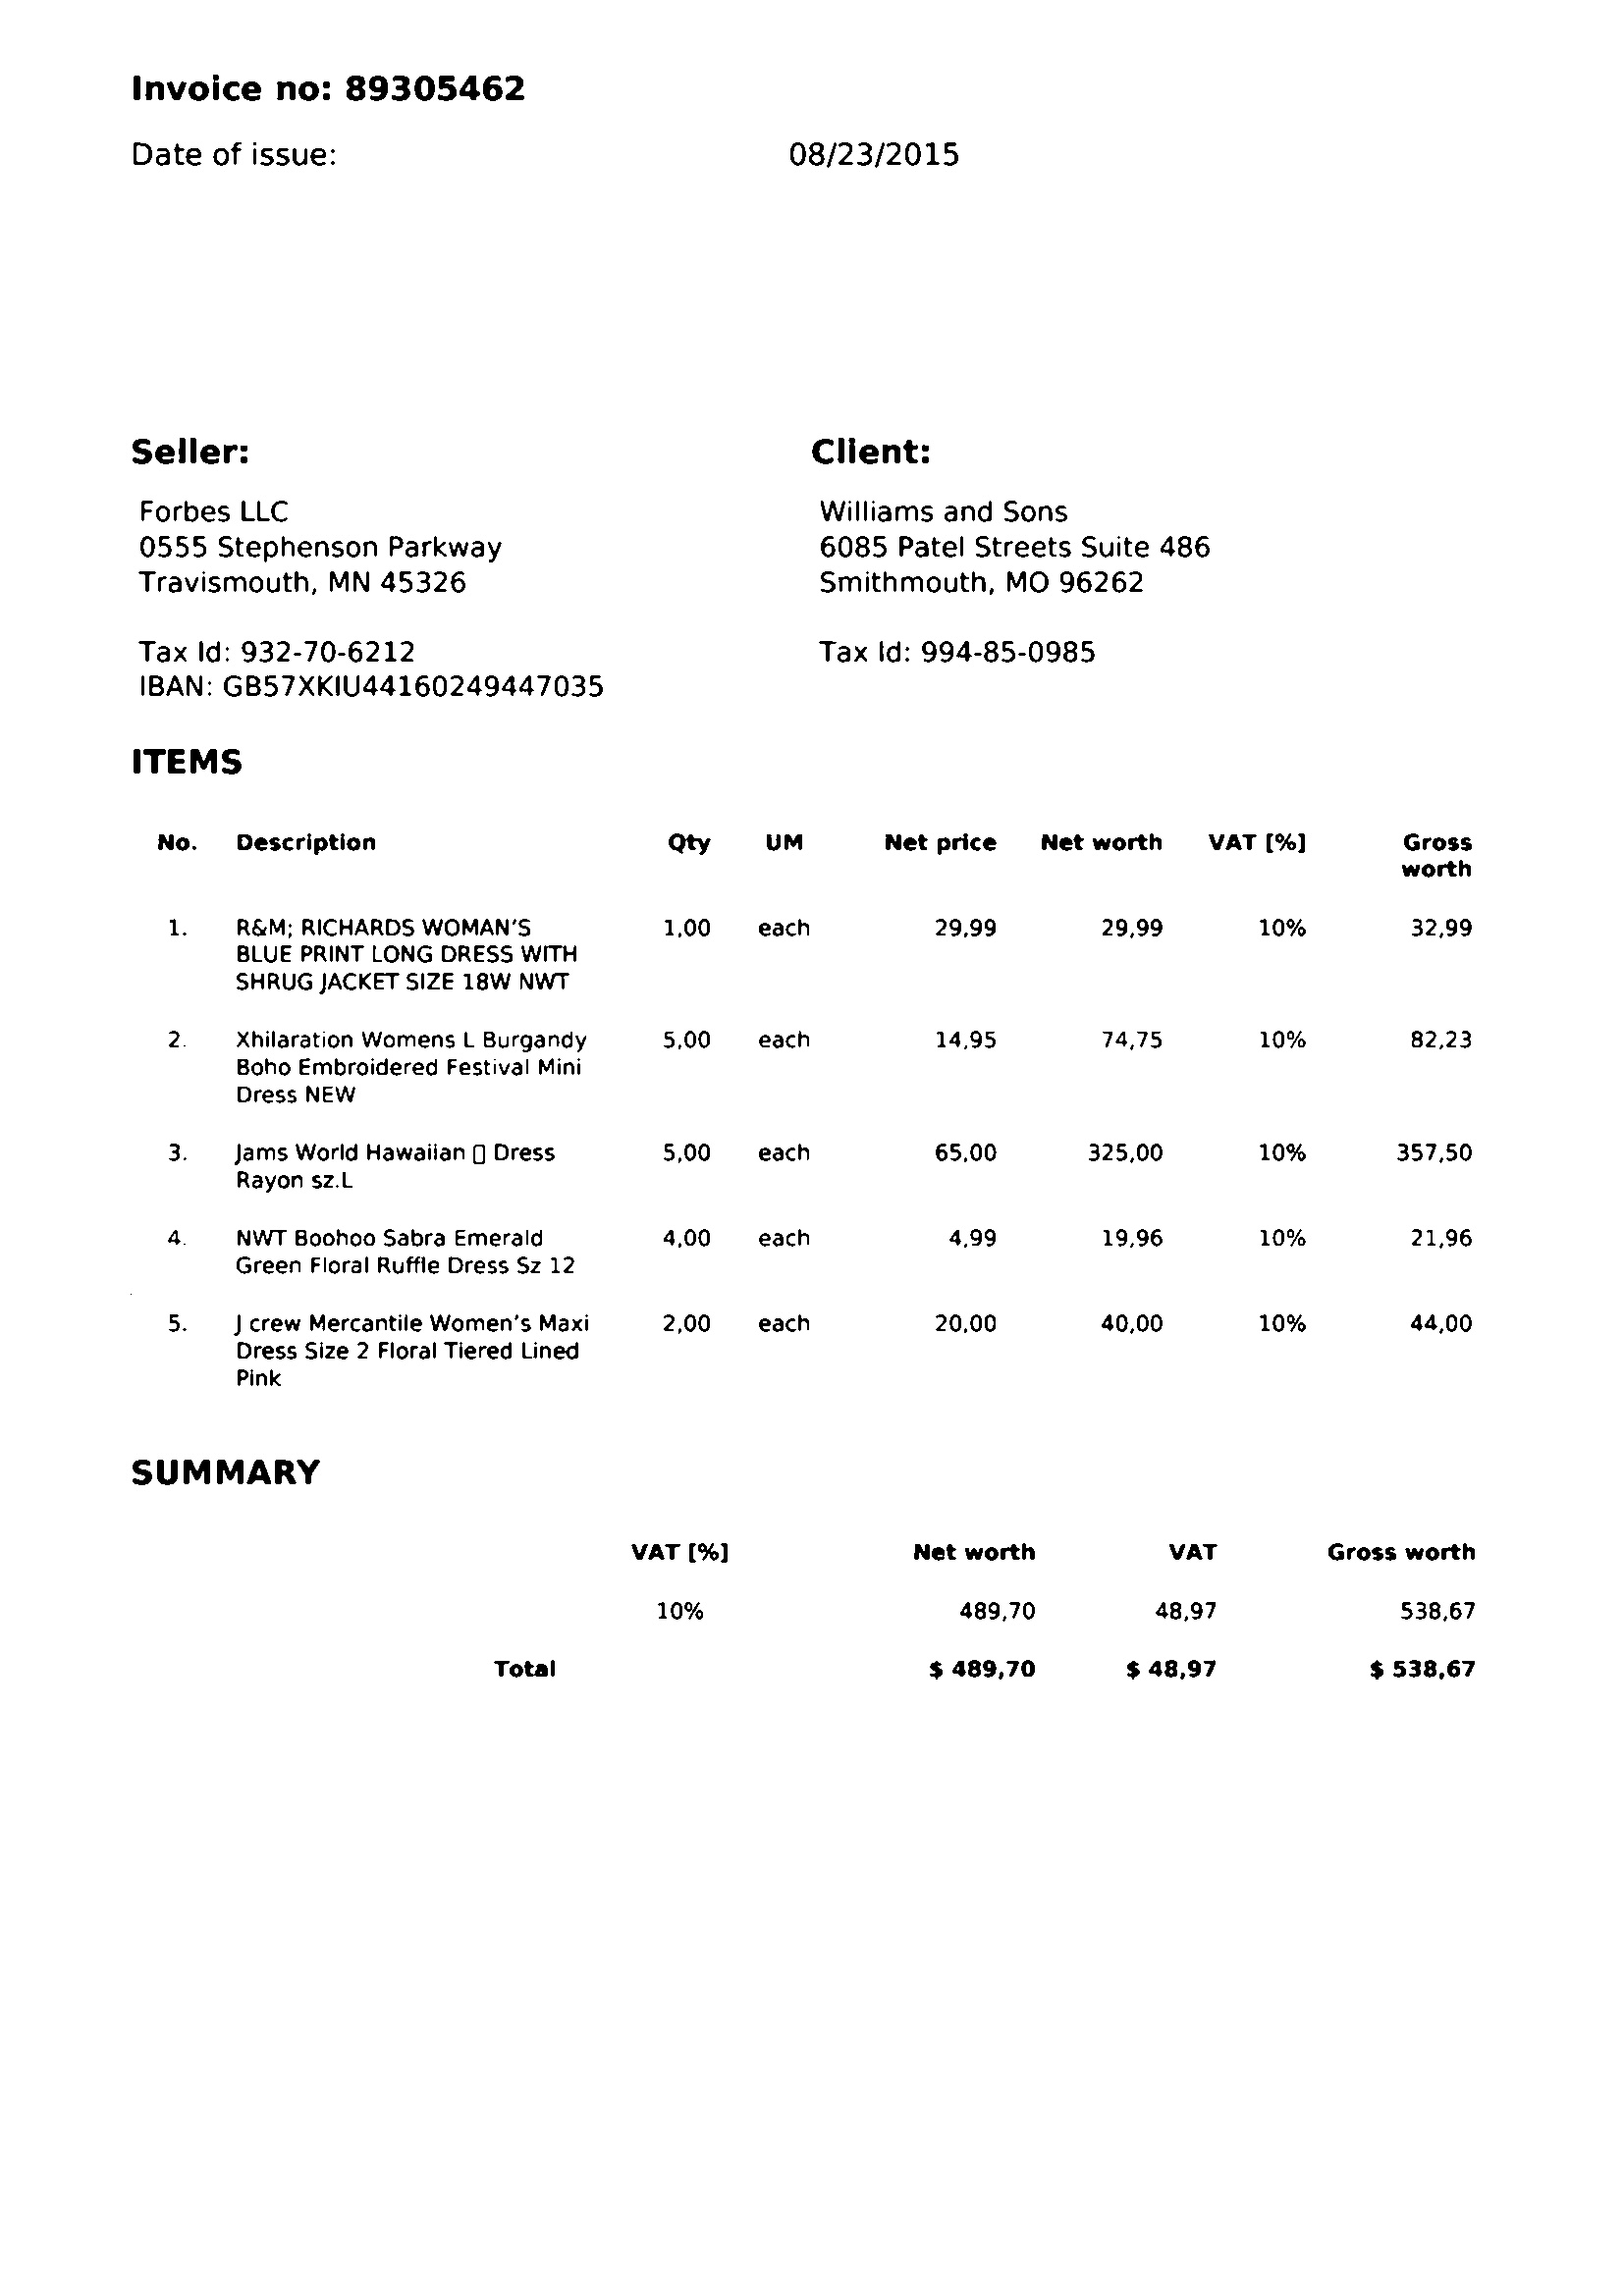 Invoice no: 89305462
Date of issue: 08/23/2015
Seller: Client:
Forbes LLC Williams and Sons
0555 Stephenson Parkway 6085 Patel Streets Suite 486
Travismouth, MN 45326 Smithmouth, MO 96262
Tax Id: 932-70-6212 Tax Id: 994-85-0985
IBAN: GB57XKIU44160249447035
ITEMS
No. Description Qty UM Net price Net worth VAT [%] Gross
worth
1. R&M; RICHARDS WOMAN'S 1,00 each 29,99 29,99 10% 32,99
BLUE PRINT LONG DRESS WITH
SHRUG JACKET SIZE 18W NWT
2. Xhilaration Womens L Burgandy 5,00 each 14,95 74,75 10% 82,23
Boho Embroidered Festival Mini
Dress NEW
3. Jams World Hawaiian ▯ Dress 5,00 each 65,00 325,00 10% 357,50
Rayon sz.L
4. NWT Boohoo Sabra Emerald 4,00 each 4,99 19,96 10% 21,96
Green Floral Ruffle Dress Sz 12
5. J crew Mercantile Women's Maxi 2,00 each 20,00 40,00 10% 44,00
Dress Size 2 Floral Tiered Lined
Pink
SUMMARY
VAT [%] Net worth VAT Gross worth
10% 489,70 48,97 538,67
Total $ 489,70 $ 48,97 $ 538,67